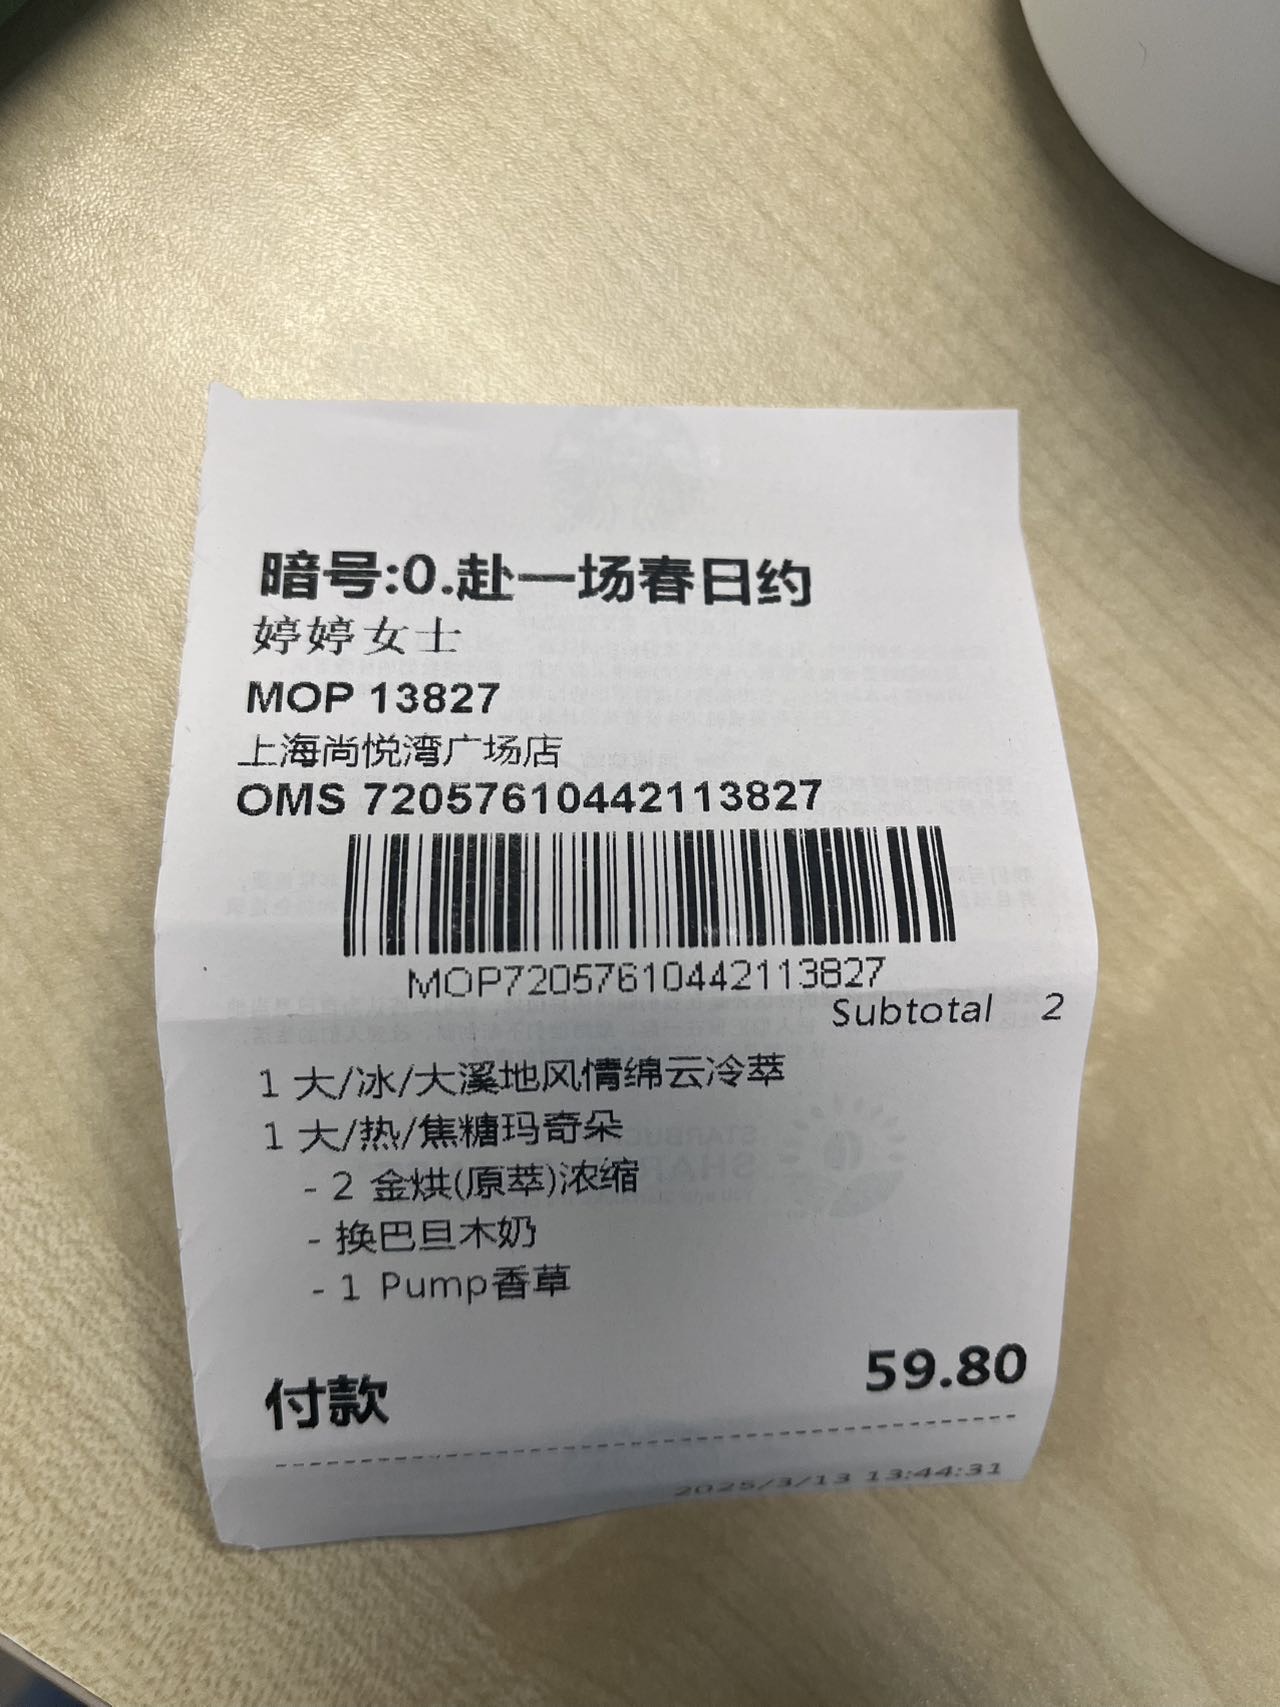 暗号:0.赴一场春日约
婷婷女士
MOP 13827
上海尚悦湾广场店
OMS 72057610442113827
MOP72057610442113827
Subtotal 2
1 大/冰/大溪地风情绵云冷萃
1 大/热/焦糖玛奇朵
- 2 金烘(原萃)浓缩
- 换巴旦木奶
- 1 Pump香草
付款 59.80
2025/3/13 13:44:31